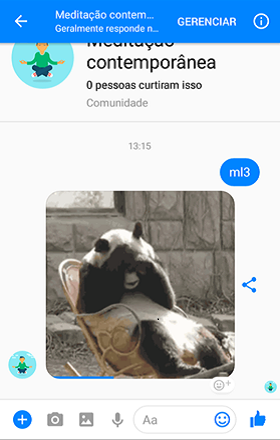 Meditação contem...
Geralmente responde n...
GERENCIAR
Meditação
contemporânea
0 pessoas curtiram isso
Comunidade
13:15
ml3
Aa